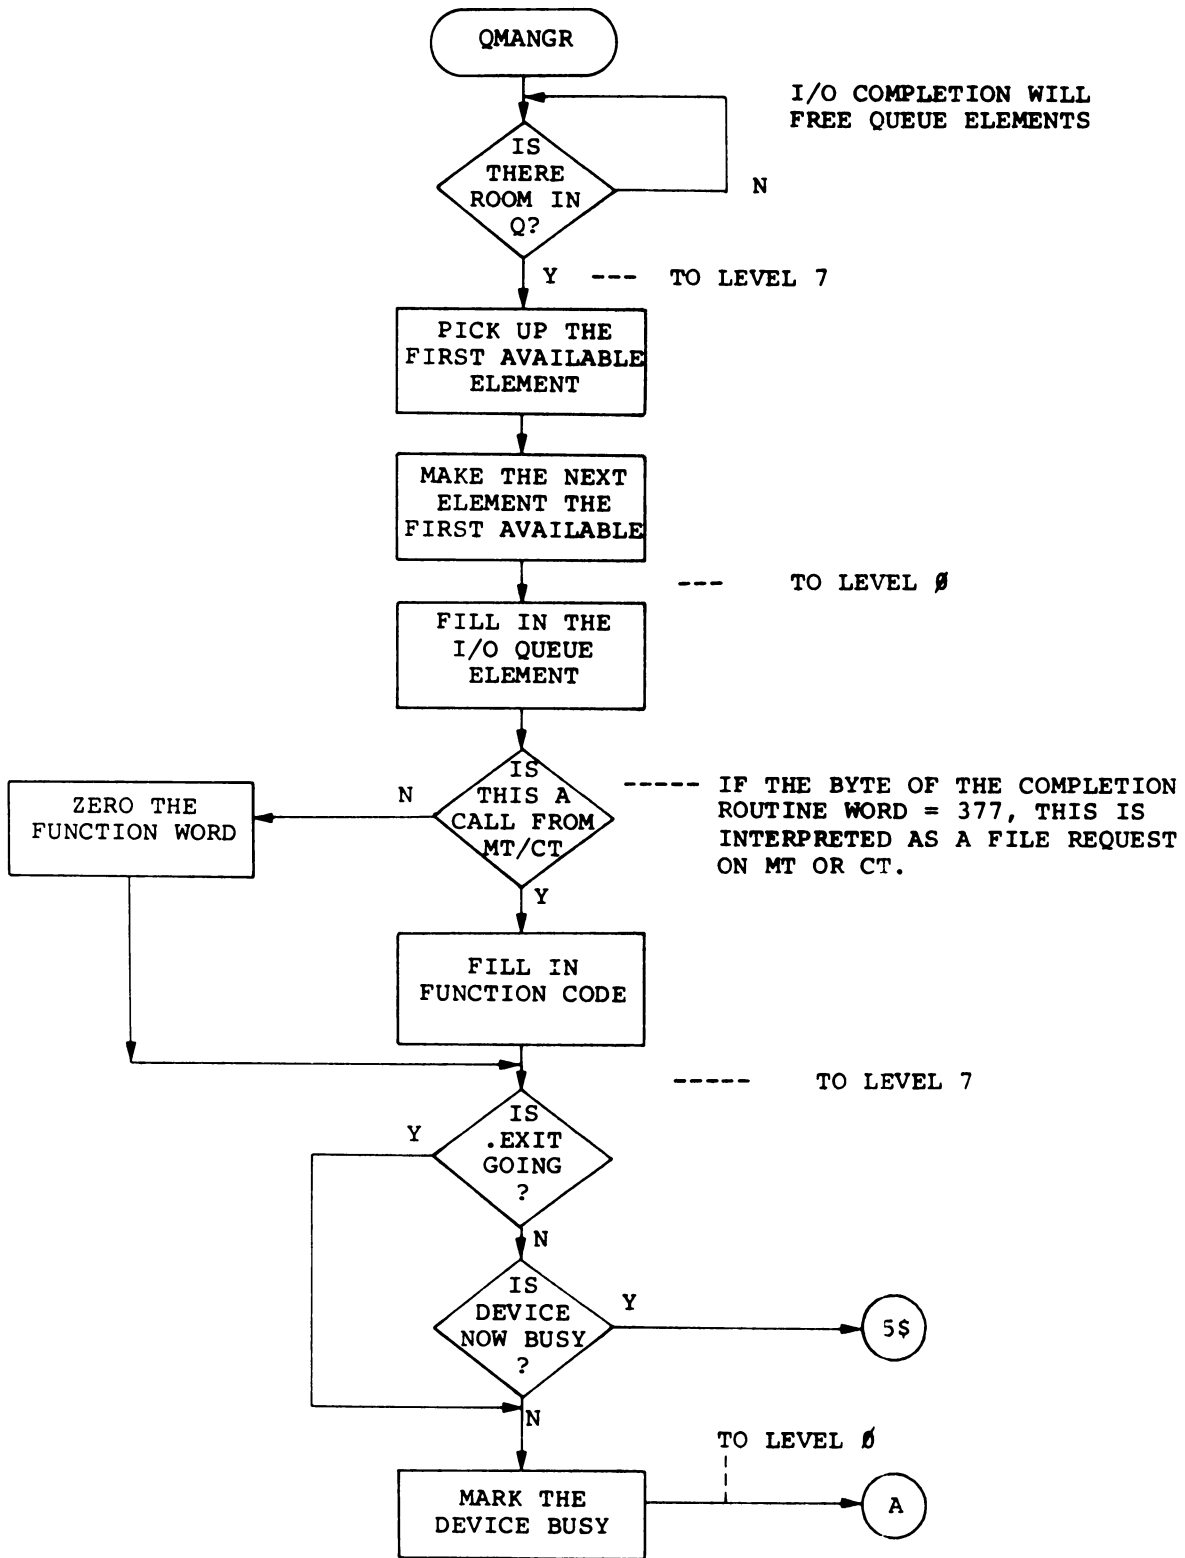 QMANGR
I/O COMPLETION WILL
FREE QUEUE ELEMENTS
IS
THERE
ROOM IN
Q?
N
Y --- TO LEVEL 7
PICK UP THE
FIRST AVAILABLE
ELEMENT
MAKE THE NEXT
ELEMENT THE
FIRST AVAILABLE
--- TO LEVEL Ø
FILL IN THE
I/O QUEUE
ELEMENT
IS
THIS A
CALL FROM
MT/CT
----- IF THE BYTE OF THE COMPLETION
ROUTINE WORD = 377, THIS IS
INTERPRETED AS A FILE REQUEST
ON MT OR CT.
N
ZERO THE
FUNCTION WORD
Y
FILL IN
FUNCTION CODE
----- TO LEVEL 7
IS
.EXIT
GOING
?
Y
N
IS
DEVICE
NOW BUSY
?
Y
5$
N
TO LEVEL Ø
MARK THE
DEVICE BUSY
A